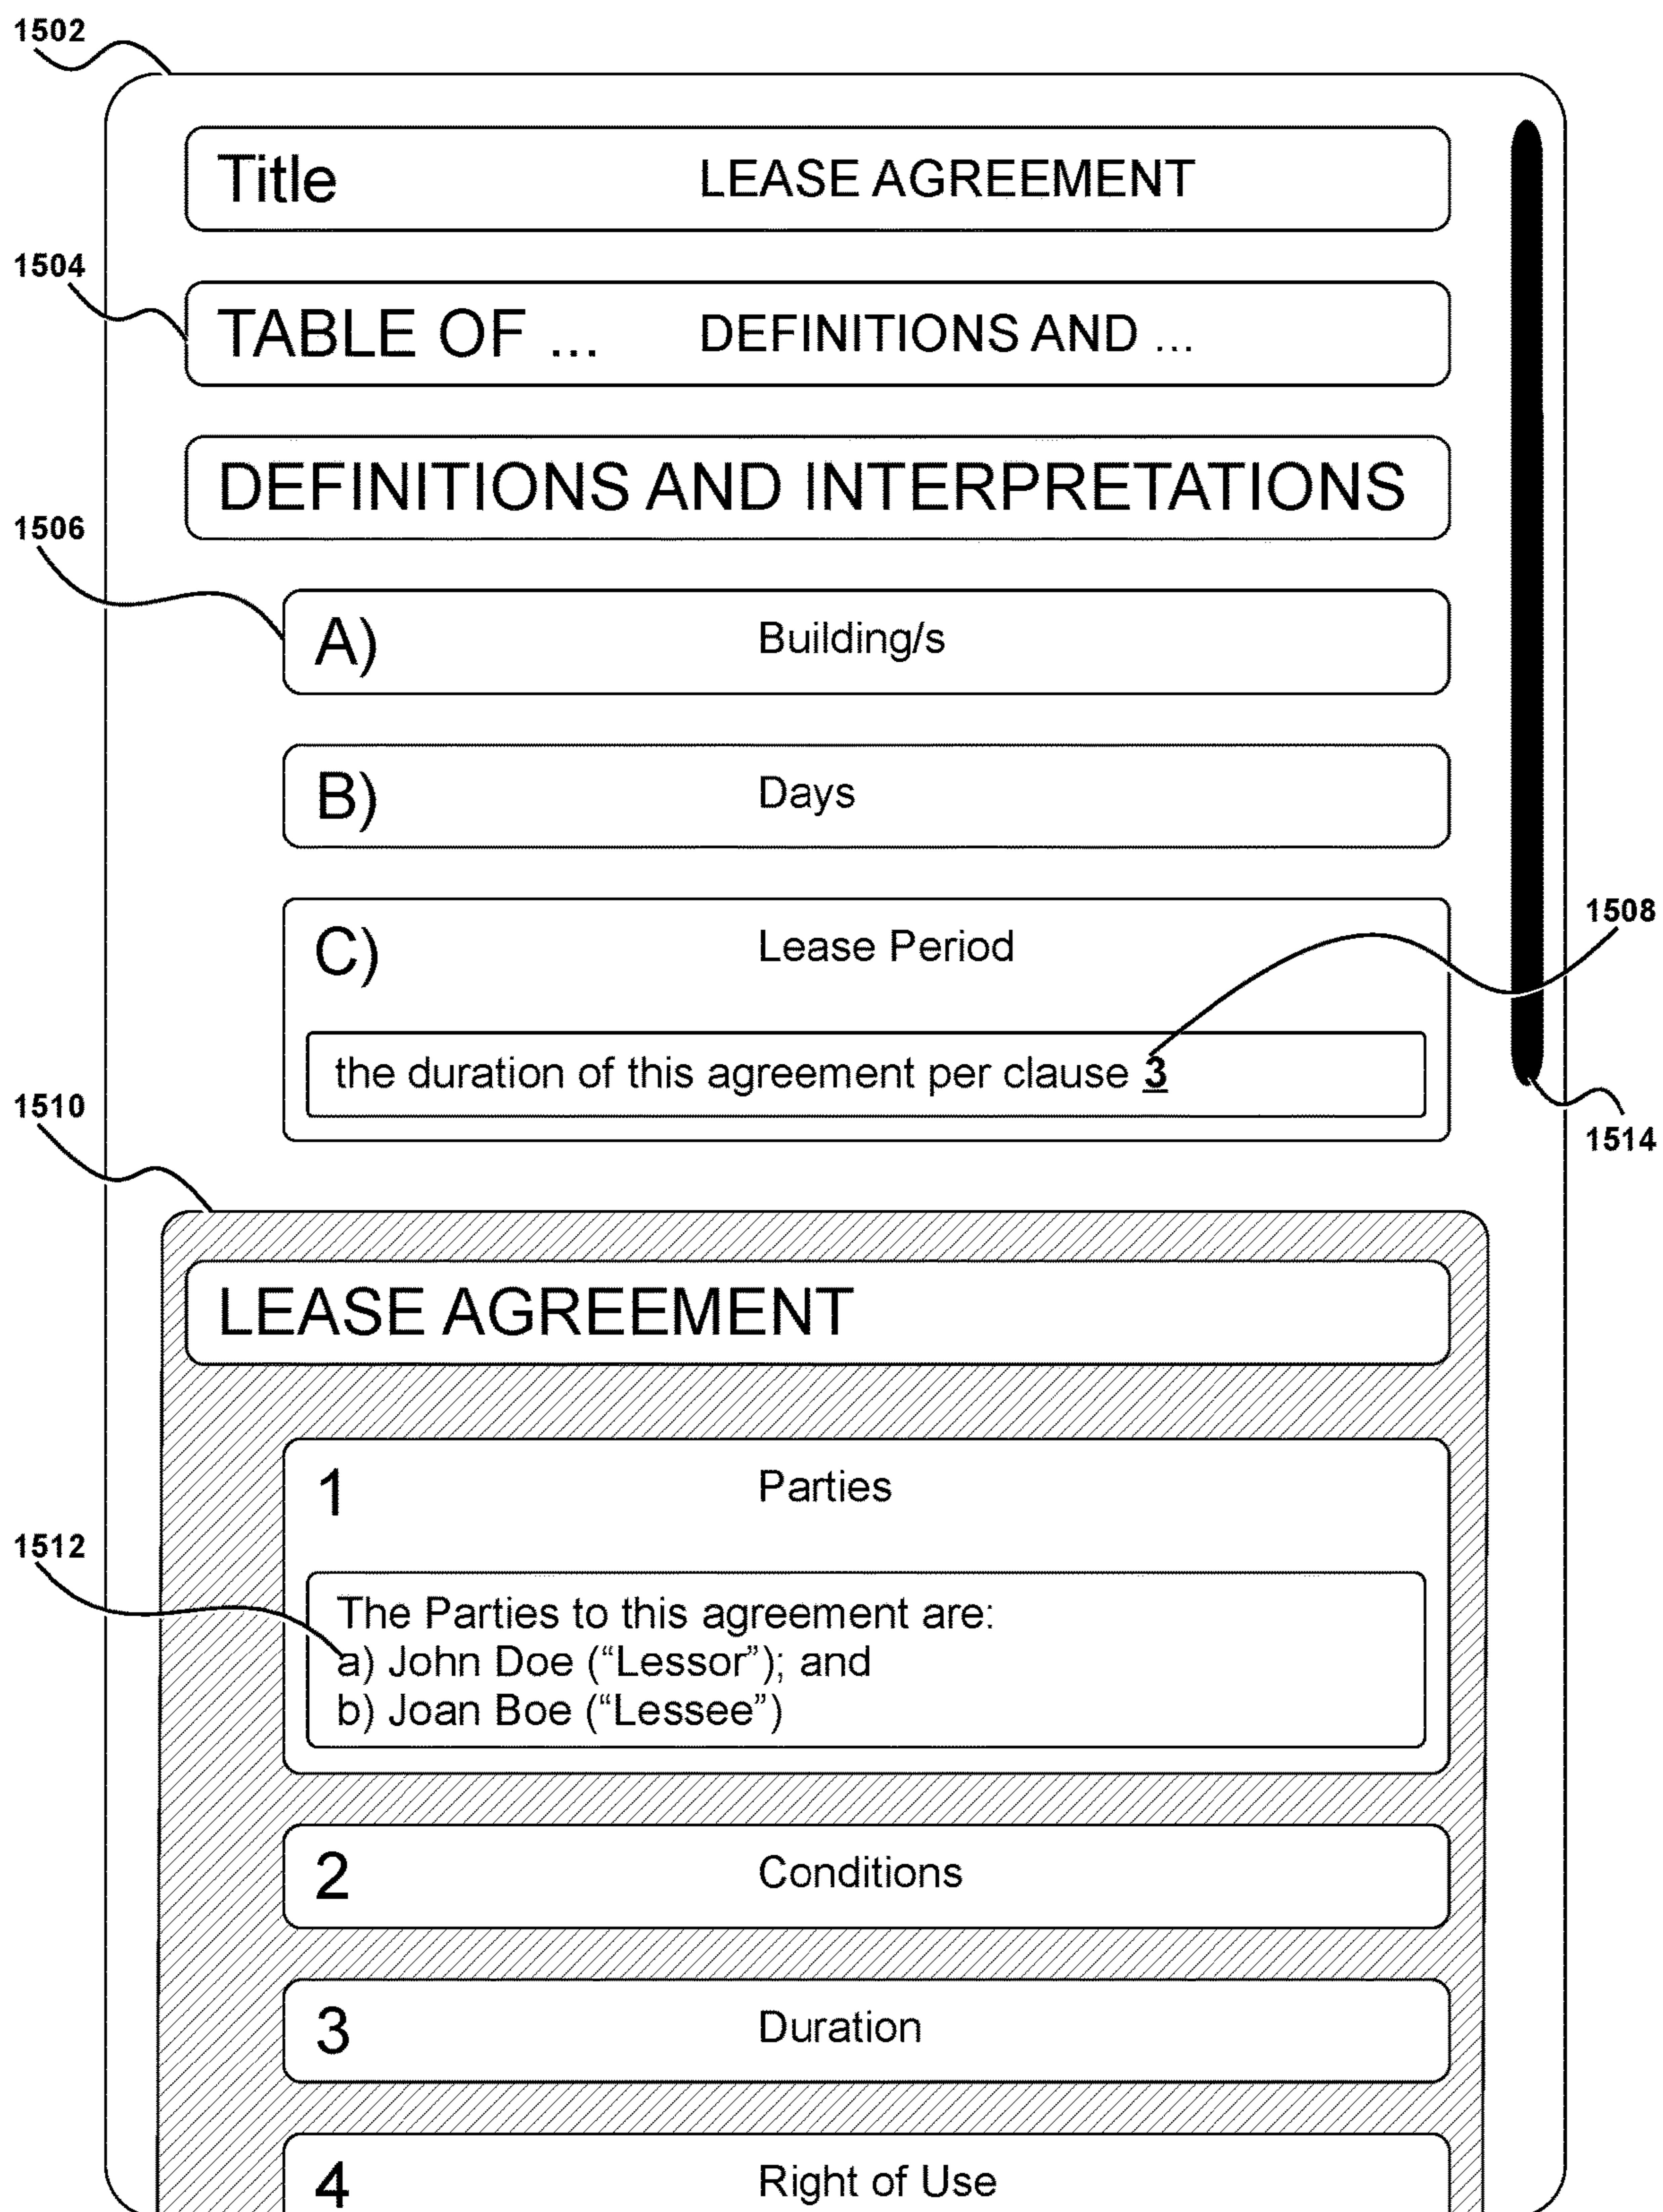 1502
Title LEASE AGREEMENT
1504
TABLE OF ... DEFINITIONS AND ...
DEFINITIONS AND INTERPRETATIONS
1506
A) Building/s
B) Days
1508
C) Lease Period
the duration of this agreement per clause 3
1510
1514
LEASE AGREEMENT
1 Parties
1512
The Parties to this agreement are:
a) John Doe (“Lessor”); and
b) Joan Boe (“Lessee”)
2 Conditions
3 Duration
4 Right of Use